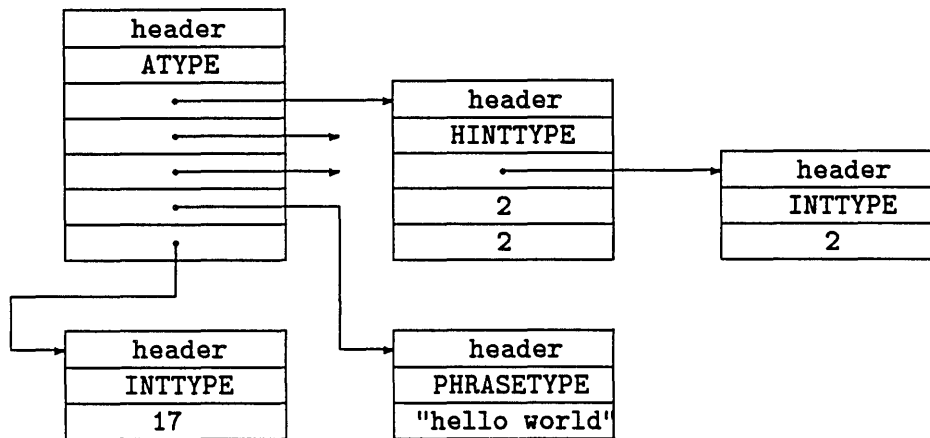 header
ATYPE
header
HINTTYPE
2
2
header
INTTYPE
2
header
INTTYPE
17
header
PHRASETYPE
"hello world"